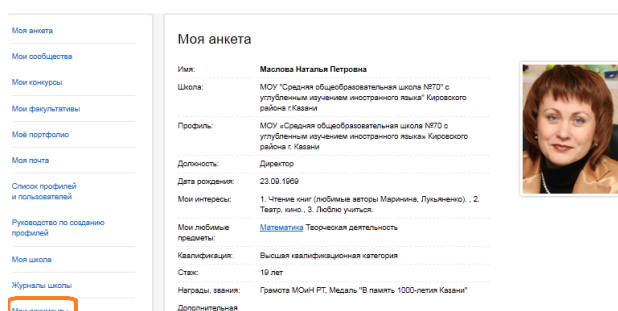 Моя анкета
Мои сообщества
Мои конкурсы
Мои факультативы
Моё портфолио
Моя почта
Список профилей
и пользователей
Руководство по созданию
профилей
Моя школа
Журналы школы
Мои документы
Моя анкета
Имя: Маслова Наталья Петровна
Школа: МОУ "Средняя общеобразовательная школа №70" с
углубленным изучением иностранного языка" Кировского
района г.Казани
Профиль: МОУ «Средняя общеобразовательная школа №70 с
углубленным изучением иностранного языка» Кировского
района г. Казани
Должность: Директор
Дата рождения: 23.09.1969
Мои интересы: 1. Чтение книг (любимые авторы Маринина, Лукьяненко). , 2.
Театр, кино., 3. Люблю учиться.
Мои любимые
предметы: Математика Творческая деятельность
Квалификация: Высшая квалификационная категория
Стаж: 19 лет
Награды, звания: Грамота МОиН РТ, Медаль "В память 1000-летия Казани"
Дополнительная